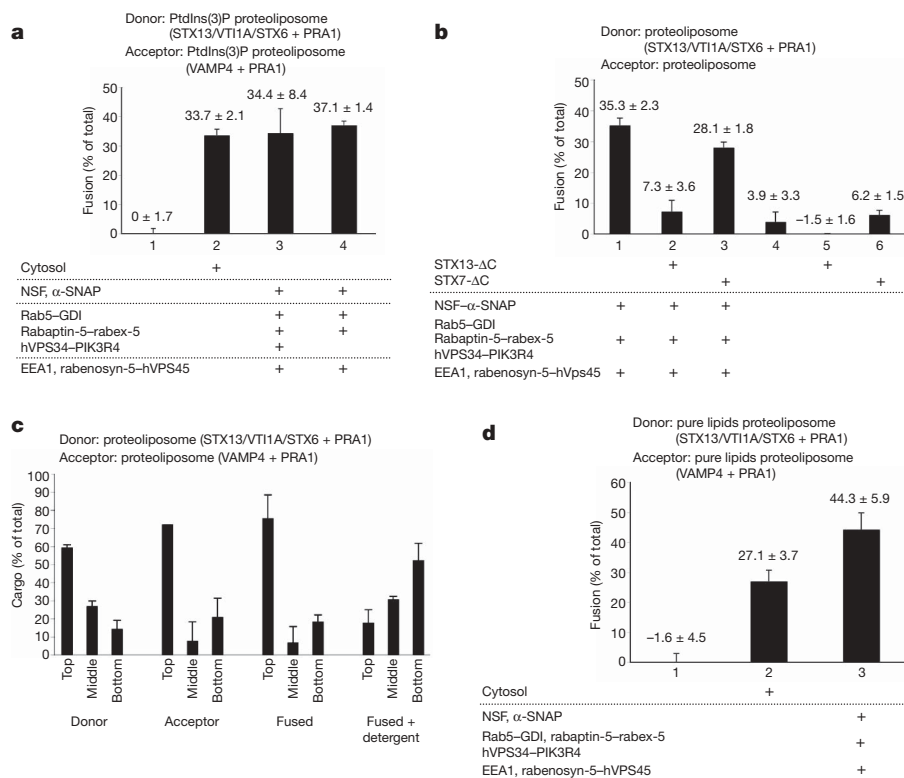 a
Donor: PtdIns(3)P proteoliposome
(STX13/VTI1A/STX6 + PRA1)
Acceptor: PtdIns(3)P proteoliposome
(VAMP4 + PRA1)
Fusion (% of total)
50
40
30
20
10
0
0 ± 1.7
33.7 ± 2.1
34.4 ± 8.4
37.1 ± 1.4
1 2 3 4
Cytosol +
NSF, α-SNAP + +
Rab5–GDI + +
Rabaptin-5–rabex-5 + +
hVPS34–PIK3R4 +
EEA1, rabenosyn-5–hVPS45 + +
b
Donor: proteoliposome
(STX13/VTI1A/STX6 + PRA1)
Acceptor: proteoliposome
Fusion (% of total)
50
40
30
20
10
0
35.3 ± 2.3
7.3 ± 3.6
28.1 ± 1.8
3.9 ± 3.3
−1.5 ± 1.6
6.2 ± 1.5
1 2 3 4 5 6
STX13-ΔC + +
STX7-ΔC + +
NSF–α-SNAP + + +
Rab5–GDI
Rabaptin-5–rabex-5 + + +
hVPS34–PIK3R4
EEA1, rabenosyn-5–hVps45 + + +
c
Donor: proteoliposome (STX13/VTI1A/STX6 + PRA1)
Acceptor: proteoliposome (VAMP4 + PRA1)
Cargo (% of total)
100
90
80
70
60
50
40
30
20
10
0
Top Middle Bottom Top Middle Bottom Top Middle Bottom Top Middle Bottom
Donor Acceptor Fused Fused +
detergent
d
Donor: pure lipids proteoliposome
(STX13/VTI1A/STX6 + PRA1)
Acceptor: pure lipids proteoliposome
(VAMP4 + PRA1)
Fusion (% of total)
60
50
40
30
20
10
0
−1.6 ± 4.5
27.1 ± 3.7
44.3 ± 5.9
1 2 3
Cytosol +
NSF, α-SNAP +
Rab5–GDI, rabaptin-5–rabex-5 +
hVPS34–PIK3R4
EEA1, rabenosyn-5–hVPS45 +